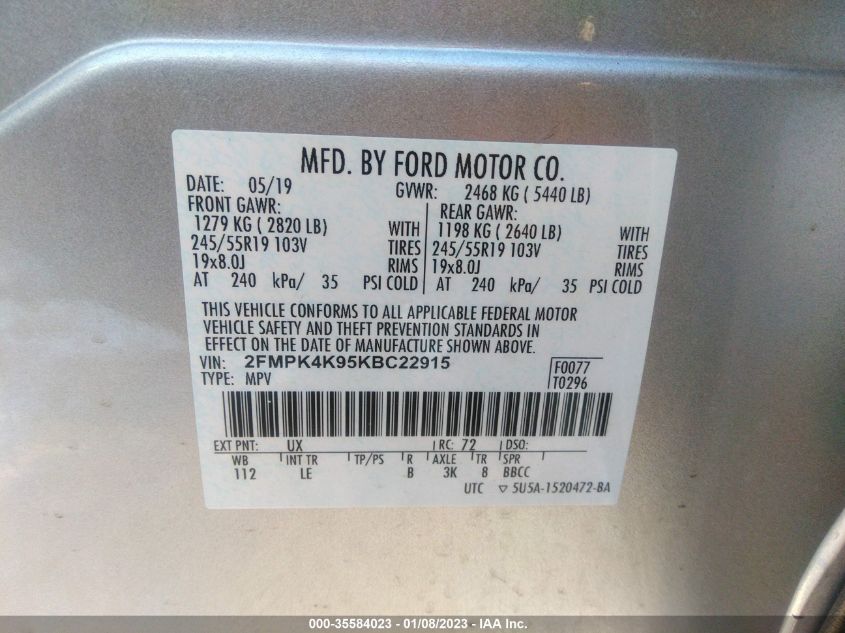 MFD. BY FORD MOTOR CO.
DATE: 05/19 GVWR: 2468 KG ( 5440 LB)
FRONT GAWR: REAR GAWR:
1279 KG ( 2820 LB) WITH 1198 KG ( 2640 LB) WITH
245/55R19 103V TIRES 245/55R19 103V TIRES
19x8.0J RIMS 19x8.0J RIMS
AT 240 kPa/ 35 PSI COLD AT 240 kPa/ 35 PSI COLD
THIS VEHICLE CONFORMS TO ALL APPLICABLE FEDERAL MOTOR
VEHICLE SAFETY AND THEFT PREVENTION STANDARDS IN
EFFECT ON THE DATE OF MANUFACTURE SHOWN ABOVE.
VIN: 2FMPK4K95KBC22915 F0077
TYPE: MPV T0296
EXT PNT: UX RC: 72 DSO:
WB INT TR TP/PS R AXLE TR SPR
112 LE B 3K 8 BBCC
UTC ▽ 5U5A-1520472-BA
000-35584023 — 01/08/2023 — IAA Inc.